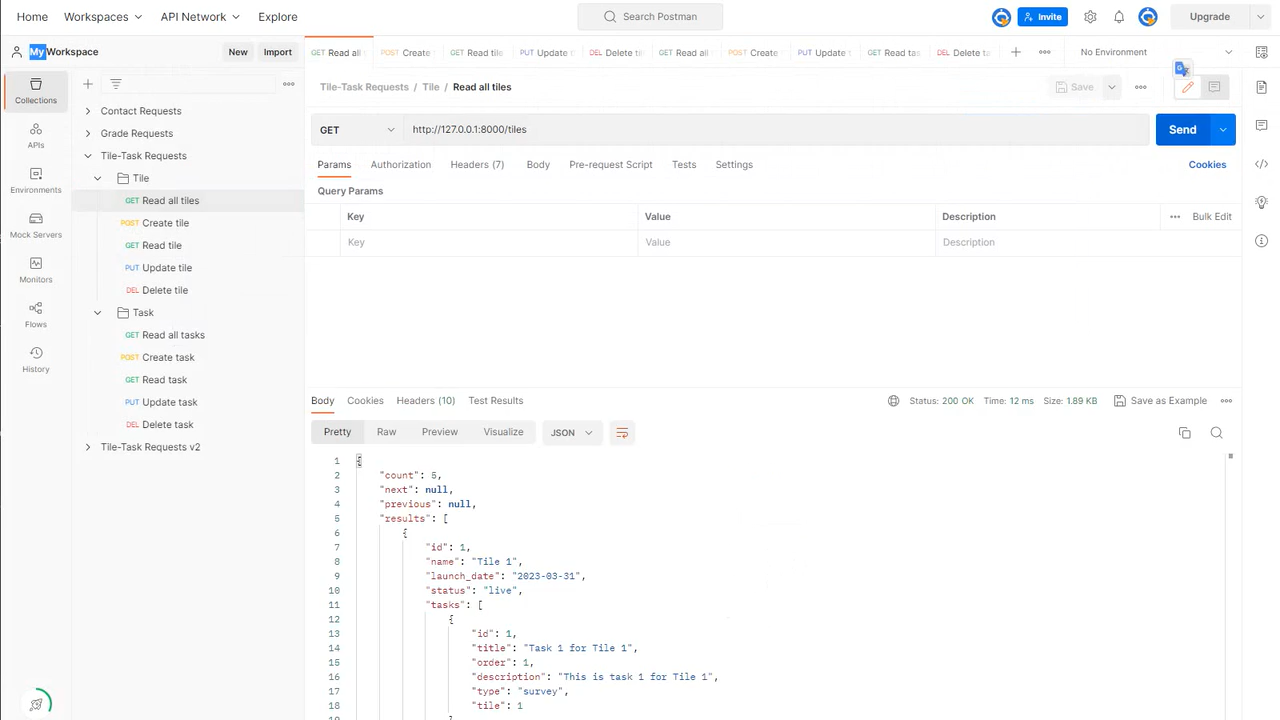 Home Workspaces API Network Explore Search Postman Invite Upgrade
My Workspace New Import
GET Read all POST Create GET Read tile PUT Update DEL Delete til GET Read all POST Create PUT Update GET Read tas DEL Delete ta No Environment
Tile-Task Requests / Tile / Read all tiles Save
GET http://127.0.0.1:8000/tiles Send
Params Authorization Headers (7) Body Pre-request Script Tests Settings Cookies
Query Params
Key Value Description Bulk Edit
Key Value Description
Collections
APIs
Environments
Mock Servers
Monitors
Flows
History
Contact Requests
Grade Requests
Tile-Task Requests
Tile
GET Read all tiles
POST Create tile
GET Read tile
PUT Update tile
DEL Delete tile
Task
GET Read all tasks
POST Create task
GET Read task
PUT Update task
DEL Delete task
Tile-Task Requests v2
Body Cookies Headers (10) Test Results Status: 200 OK Time: 12 ms Size: 1.89 KB Save as Example
Pretty Raw Preview Visualize JSON
1 {
2 "count": 5,
3 "next": null,
4 "previous": null,
5 "results": [
6 {
7 "id": 1,
8 "name": "Tile 1",
9 "launch_date": "2023-03-31",
10 "status": "live",
11 "tasks": [
12 {
13 "id": 1,
14 "title": "Task 1 for Tile 1",
15 "order": 1,
16 "description": "This is task 1 for Tile 1",
17 "type": "survey",
18 "tile": 1